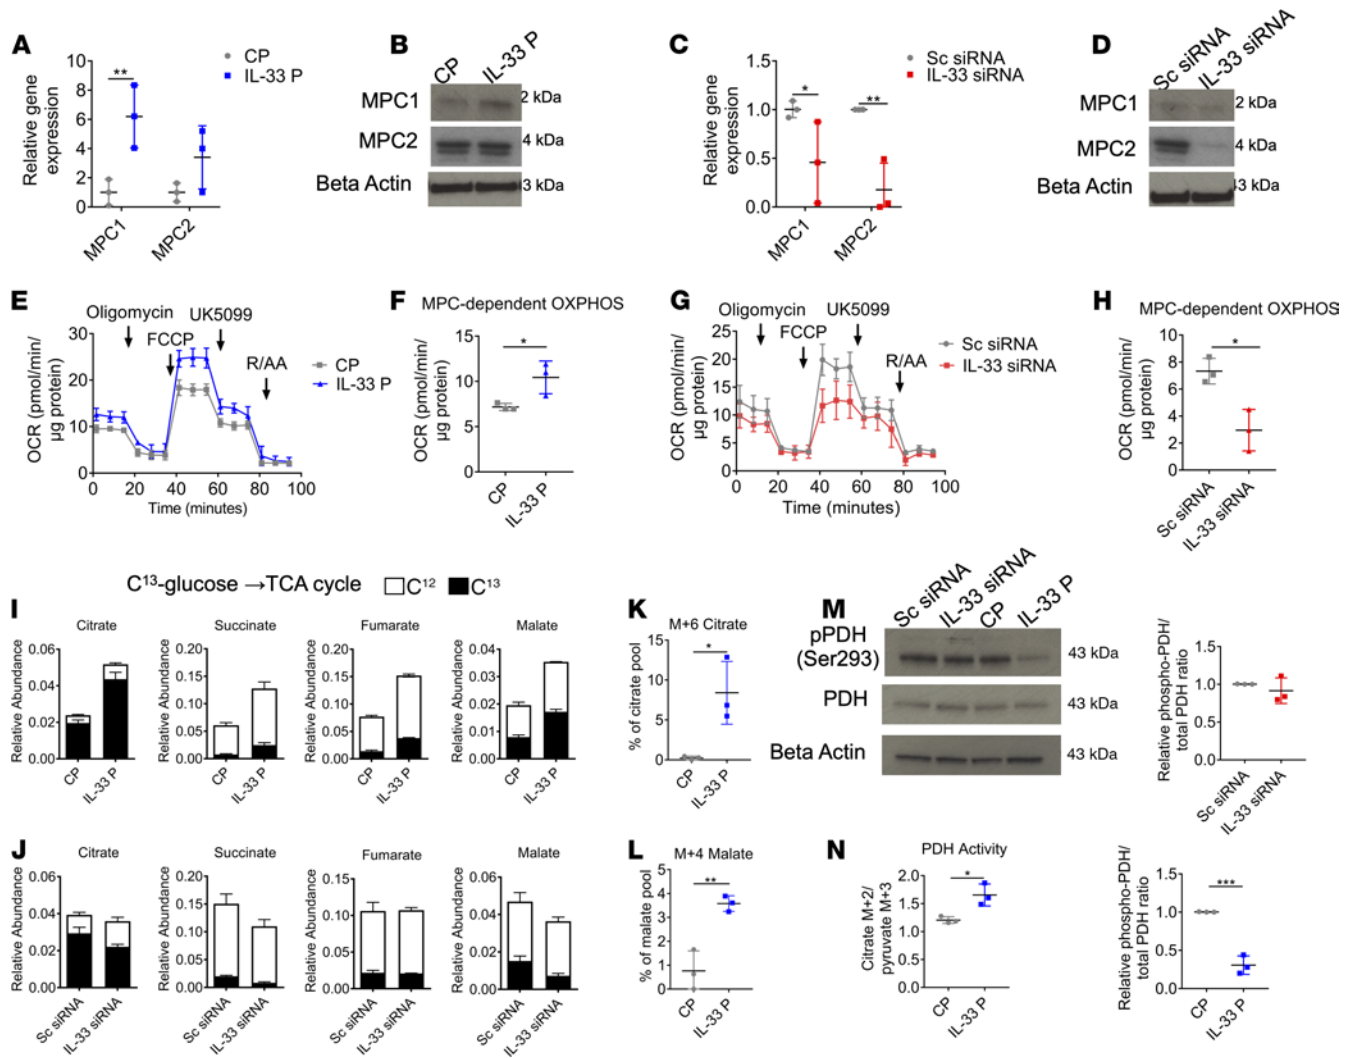 A
CP
IL-33 P
Relative gene
expression
10
8
6
4
2
0
**
MPC1
MPC2
B
CP
IL-33 P
MPC1
2 kDa
MPC2
4 kDa
Beta Actin
3 kDa
C
Sc siRNA
IL-33 siRNA
Relative gene
expression
1.5
1.0
0.5
0.0
*
**
MPC1
MPC2
D
Sc siRNA
IL-33 siRNA
MPC1
2 kDa
MPC2
4 kDa
Beta Actin
43 kDa
E
Oligomycin
FCCP
UK5099
R/AA
CP
IL-33 P
OCR (pmol/min/
μg protein)
30
20
10
0
0 20 40 60 80 100
Time (minutes)
F
MPC-dependent OXPHOS
OCR (pmol/min/
μg protein)
15
10
5
0
*
CP
IL-33 P
G
Oligomycin
FCCP
UK5099
R/AA
Sc siRNA
IL-33 siRNA
OCR (pmol/min/
μg protein)
25
20
15
10
5
0
0 20 40 60 80 100
Time (minutes)
H
MPC-dependent OXPHOS
OCR (pmol/min/
μg protein)
10
8
6
4
2
0
*
Sc siRNA
IL-33 siRNA
C13-glucose →TCA cycle
C12
C13
I
Citrate
Relative Abundance
0.06
0.04
0.02
0.00
CP
IL-33 P
Succinate
Relative Abundance
0.20
0.15
0.10
0.05
0.00
CP
IL-33 P
Fumarate
Relative Abundance
0.20
0.15
0.10
0.05
0.00
CP
IL-33 P
Malate
Relative Abundance
0.04
0.03
0.02
0.01
0.00
CP
IL-33 P
K
M+6 Citrate
% of citrate pool
15
10
5
0
*
CP
IL-33 P
M
Sc siRNA
IL-33 siRNA
CP
IL-33 P
pPDH
(Ser293)
43 kDa
PDH
43 kDa
Beta Actin
43 kDa
Relative phospho-PDH/
total PDH ratio
1.5
1.0
0.5
0.0
Sc siRNA
IL-33 siRNA
J
Citrate
Relative Abundance
0.06
0.04
0.02
0.00
Sc siRNA
IL-33 siRNA
Succinate
Relative Abundance
0.20
0.15
0.10
0.05
0.00
Sc siRNA
IL-33 siRNA
Fumarate
Relative Abundance
0.15
0.10
0.05
0.00
Sc siRNA
IL-33 siRNA
Malate
Relative Abundance
0.06
0.04
0.02
0.00
Sc siRNA
IL-33 siRNA
L
M+4 Malate
% of malate pool
5
4
3
2
1
0
**
CP
IL-33 P
N
PDH Activity
Citrate M+2/
pyruvate M+3
2.0
1.5
1.0
0.5
0.0
*
CP
IL-33 P
Relative phospho-PDH/
total PDH ratio
1.5
1.0
0.5
0.0
***
CP
IL-33 P